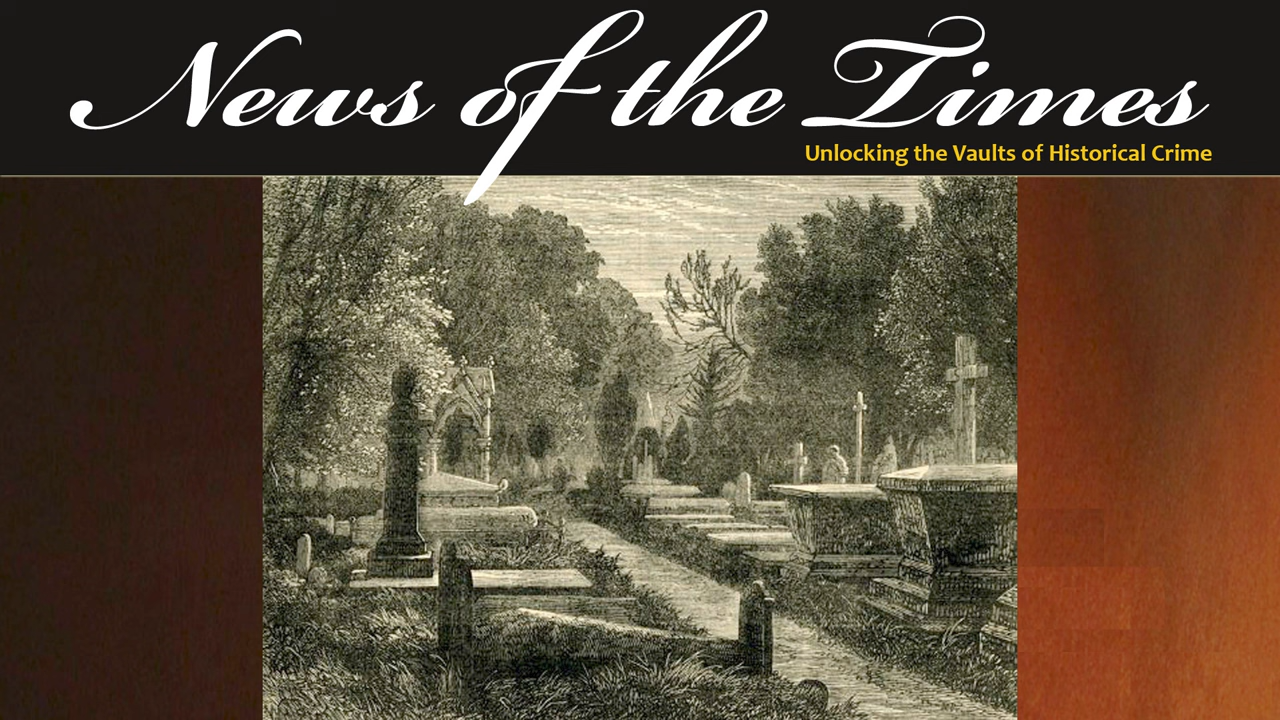 News of the Times
Unlocking the Vaults of Historical Crime